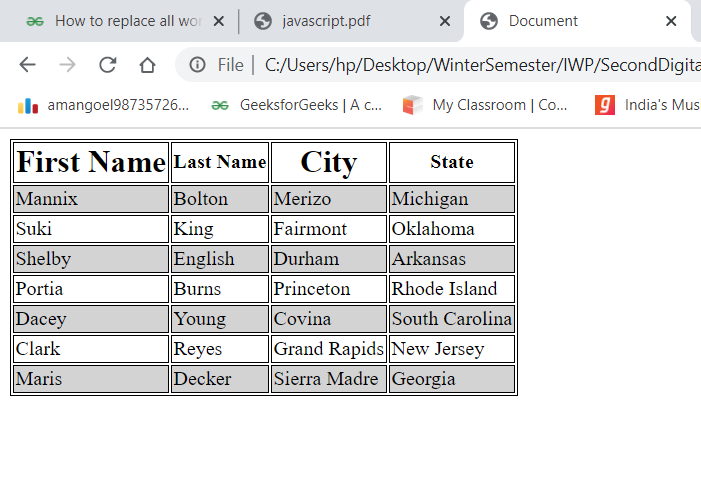 How to replace all wo
javascript.pdf
Document
File C:/Users/hp/Desktop/WinterSemester/IWP/SecondDigita
amangoel98735726... GeeksforGeeks | A c... My Classroom | Co... India's Mus
First Name Last Name City State
Mannix Bolton Merizo Michigan
Suki King Fairmont Oklahoma
Shelby English Durham Arkansas
Portia Burns Princeton Rhode Island
Dacey Young Covina South Carolina
Clark Reyes Grand Rapids New Jersey
Maris Decker Sierra Madre Georgia